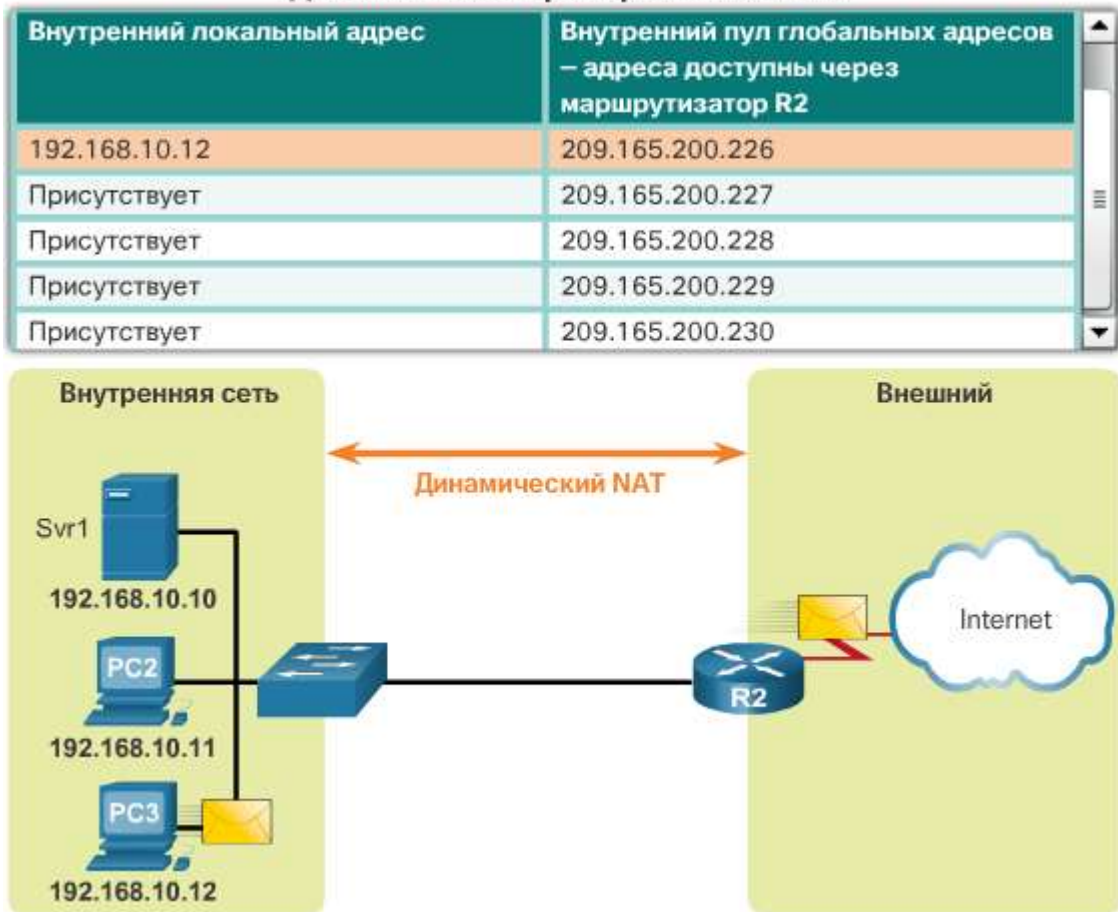 Внутренний локальный адрес
Внутренний пул глобальных адресов
– адреса доступны через
маршрутизатор R2
192.168.10.12
209.165.200.226
Присутствует
209.165.200.227
Присутствует
209.165.200.228
Присутствует
209.165.200.229
Присутствует
209.165.200.230
Внутренняя сеть
Внешний
Динамический NAT
Svr1
192.168.10.10
PC2
192.168.10.11
PC3
192.168.10.12
R2
Internet